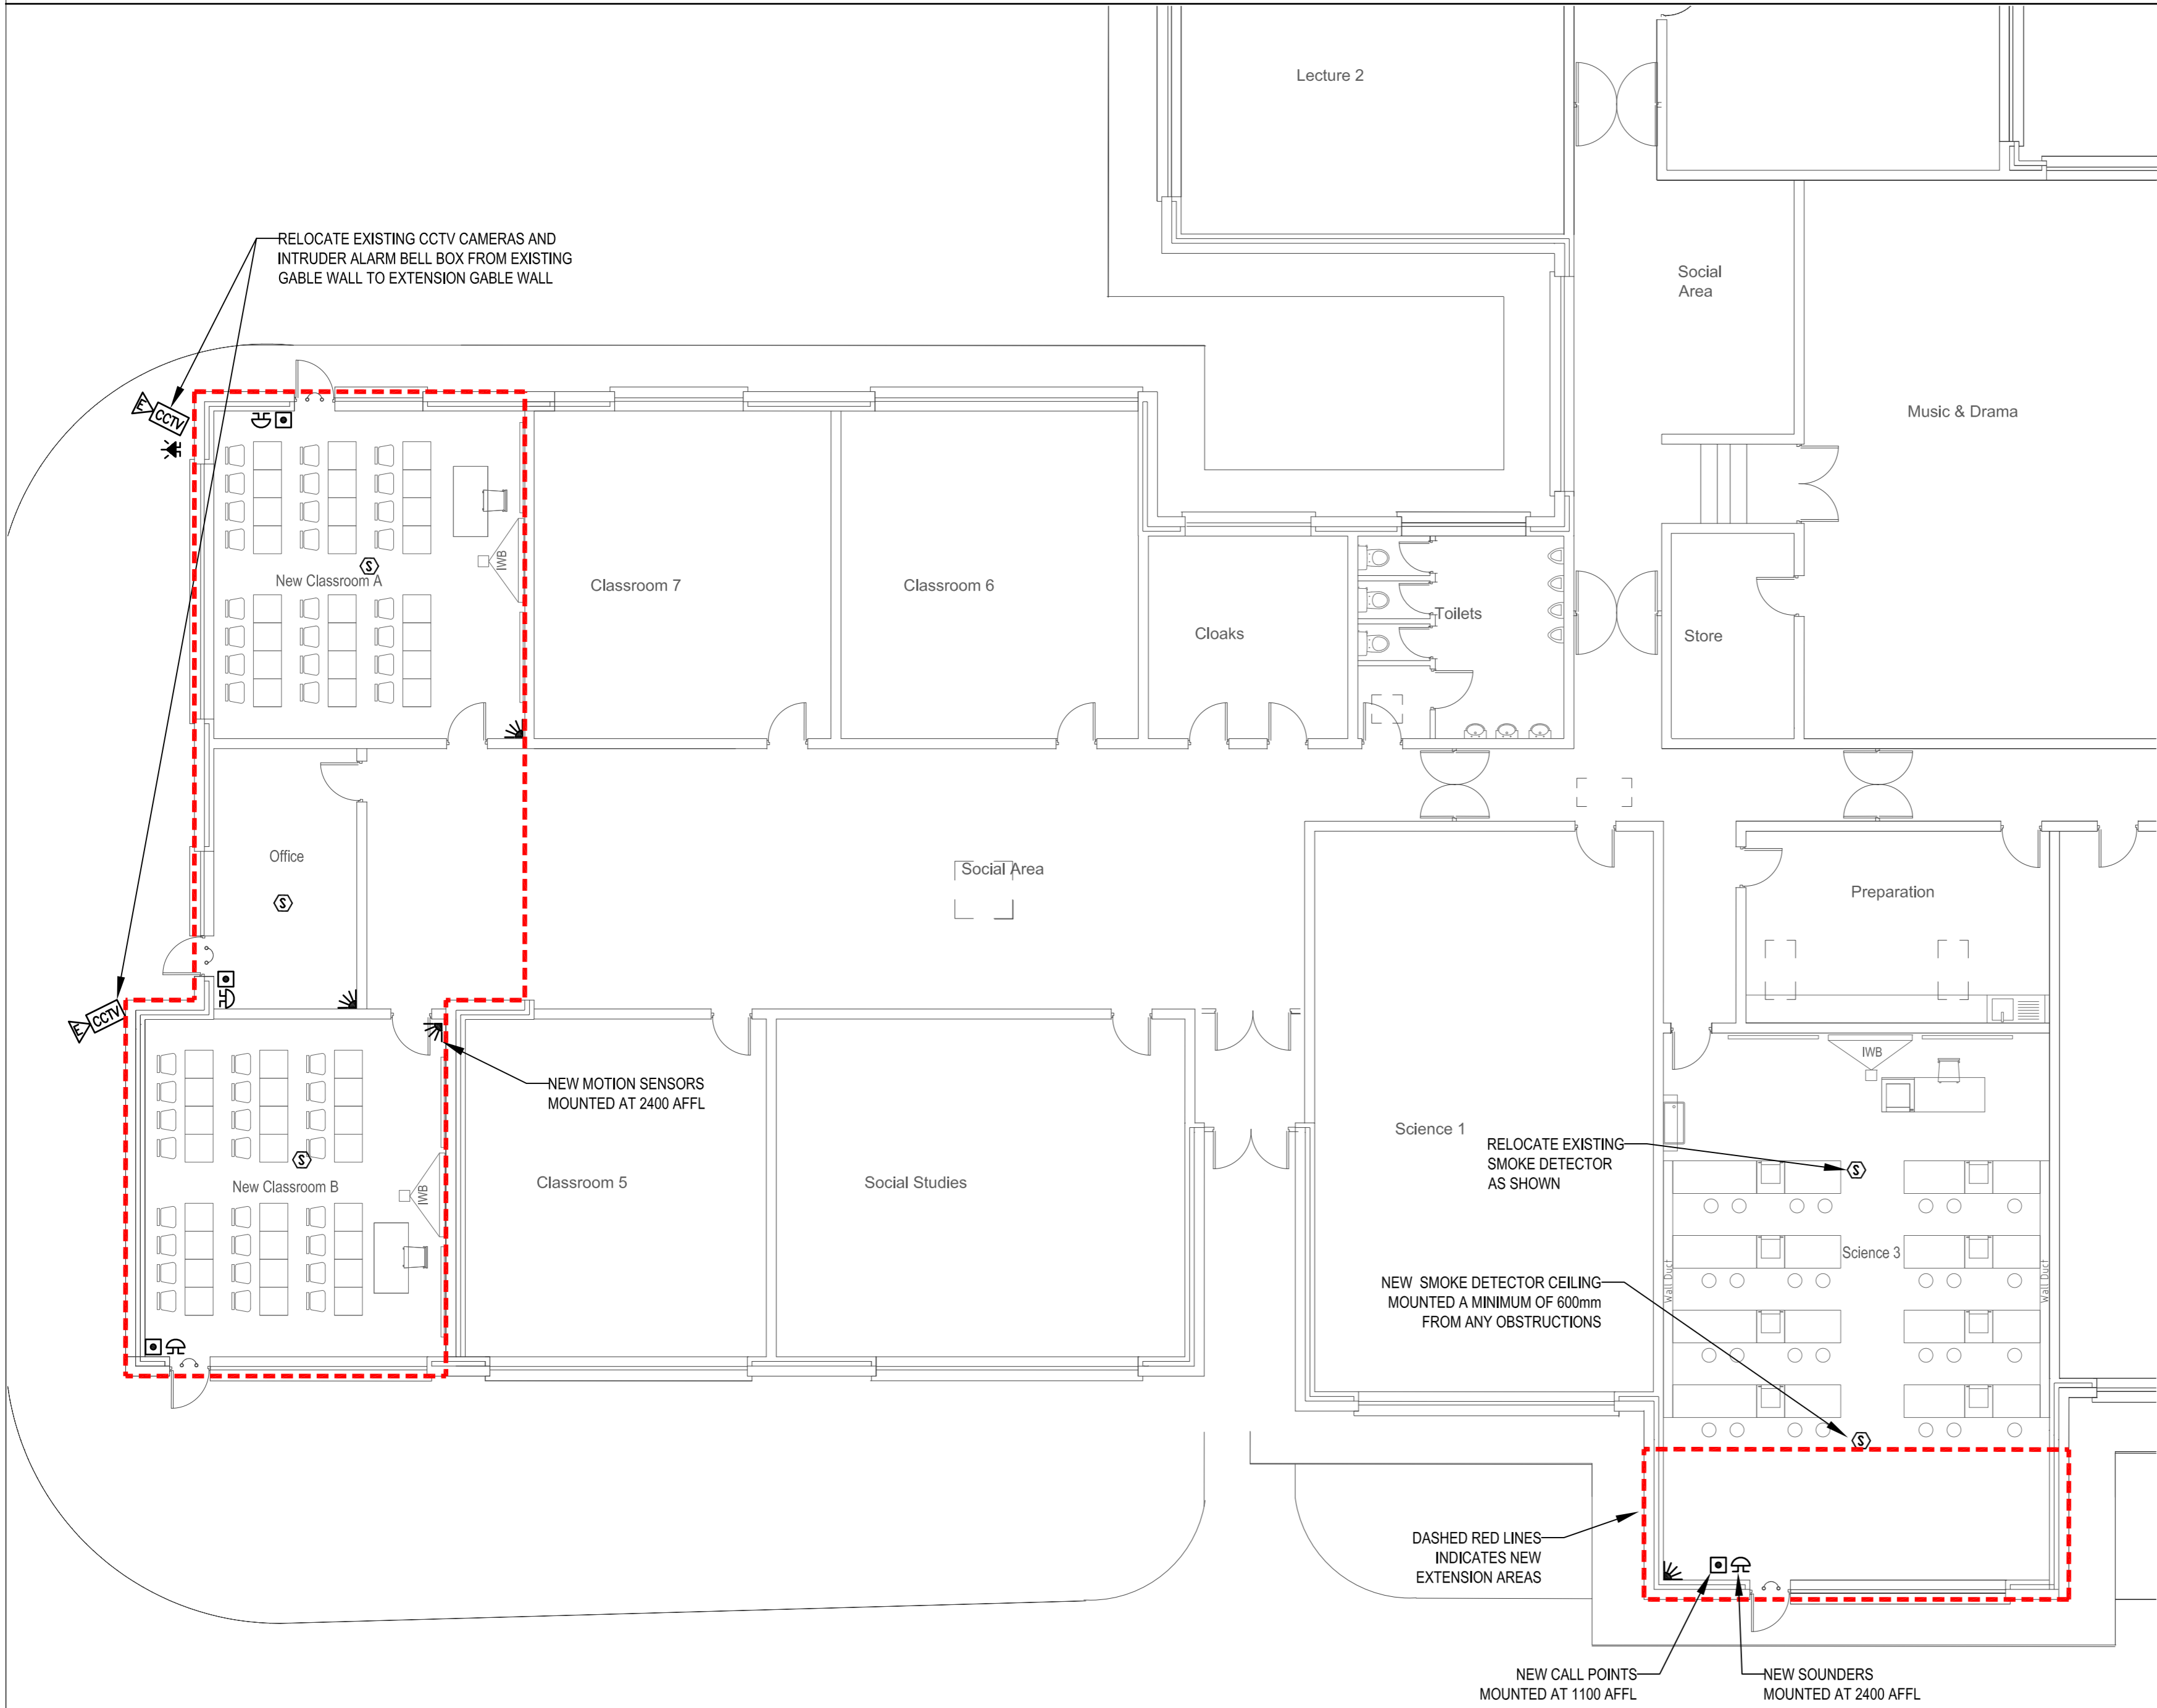 Lecture 2
RELOCATE EXISTING CCTV CAMERAS AND
INTRUDER ALARM BELL BOX FROM EXISTING
GABLE WALL TO EXTENSION GABLE WALL
Social
Area
E
CCTV
Music & Drama
IWB
S
New Classroom A
Classroom 7
Classroom 6
Toilets
Cloaks
Store
Office
Social Area
S
Preparation
E
CCTV
IWB
NEW MOTION SENSORS
MOUNTED AT 2400 AFFL
Science 1
RELOCATE EXISTING
SMOKE DETECTOR
AS SHOWN
S
S
New Classroom B
IWB
Classroom 5
Social Studies
Science 3
Wall Duct
Wall Duct
NEW SMOKE DETECTOR CEILING
MOUNTED A MINIMUM OF 600mm
FROM ANY OBSTRUCTIONS
S
DASHED RED LINES
INDICATES NEW
EXTENSION AREAS
NEW CALL POINTS
MOUNTED AT 1100 AFFL
NEW SOUNDERS
MOUNTED AT 2400 AFFL